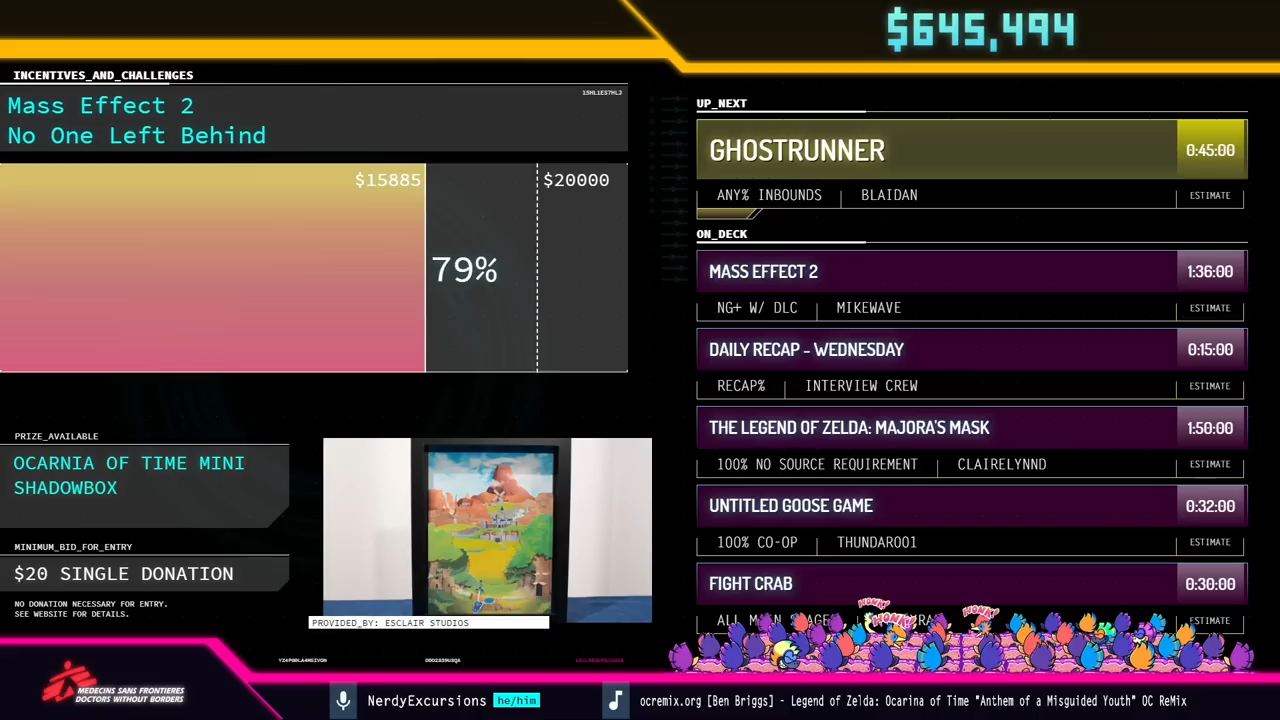 $645,494
INCENTIVES_AND_CHALLENGES
Mass Effect 2
No One Left Behind
$15885
$20000
79%
UP_NEXT
GHOSTRUNNER
0:45:00
ANY% INBOUNDS
BLAIDAN
ESTIMATE
ON_DECK
MASS EFFECT 2
1:36:00
NG+ W/ DLC
MIKEWAVE
ESTIMATE
DAILY RECAP - WEDNESDAY
0:15:00
RECAP%
INTERVIEW CREW
ESTIMATE
THE LEGEND OF ZELDA: MAJORA'S MASK
1:50:00
100% NO SOURCE REQUIREMENT
CLAIRELYNND
ESTIMATE
UNTITLED GOOSE GAME
0:32:00
100% CO-OP
THUNDAR001
ESTIMATE
FIGHT CRAB
0:30:00
ESTIMATE
HONK!
HONK!
HONK!
PRIZE_AVAILABLE
OCARNIA OF TIME MINI
SHADOWBOX
MINIMUM_BID_FOR_ENTRY
$20 SINGLE DONATION
NO DONATION NECESSARY FOR ENTRY.
SEE WEBSITE FOR DETAILS.
PROVIDED_BY: ESCLAIR STUDIOS
MEDECINS SANS FRONTIERES
DOCTORS WITHOUT BORDERS
NerdyExcursions he/him
ocremix.org [Ben Briggs] - Legend of Zelda: Ocarina of Time "Anthem of a Misguided Youth" OC ReMix